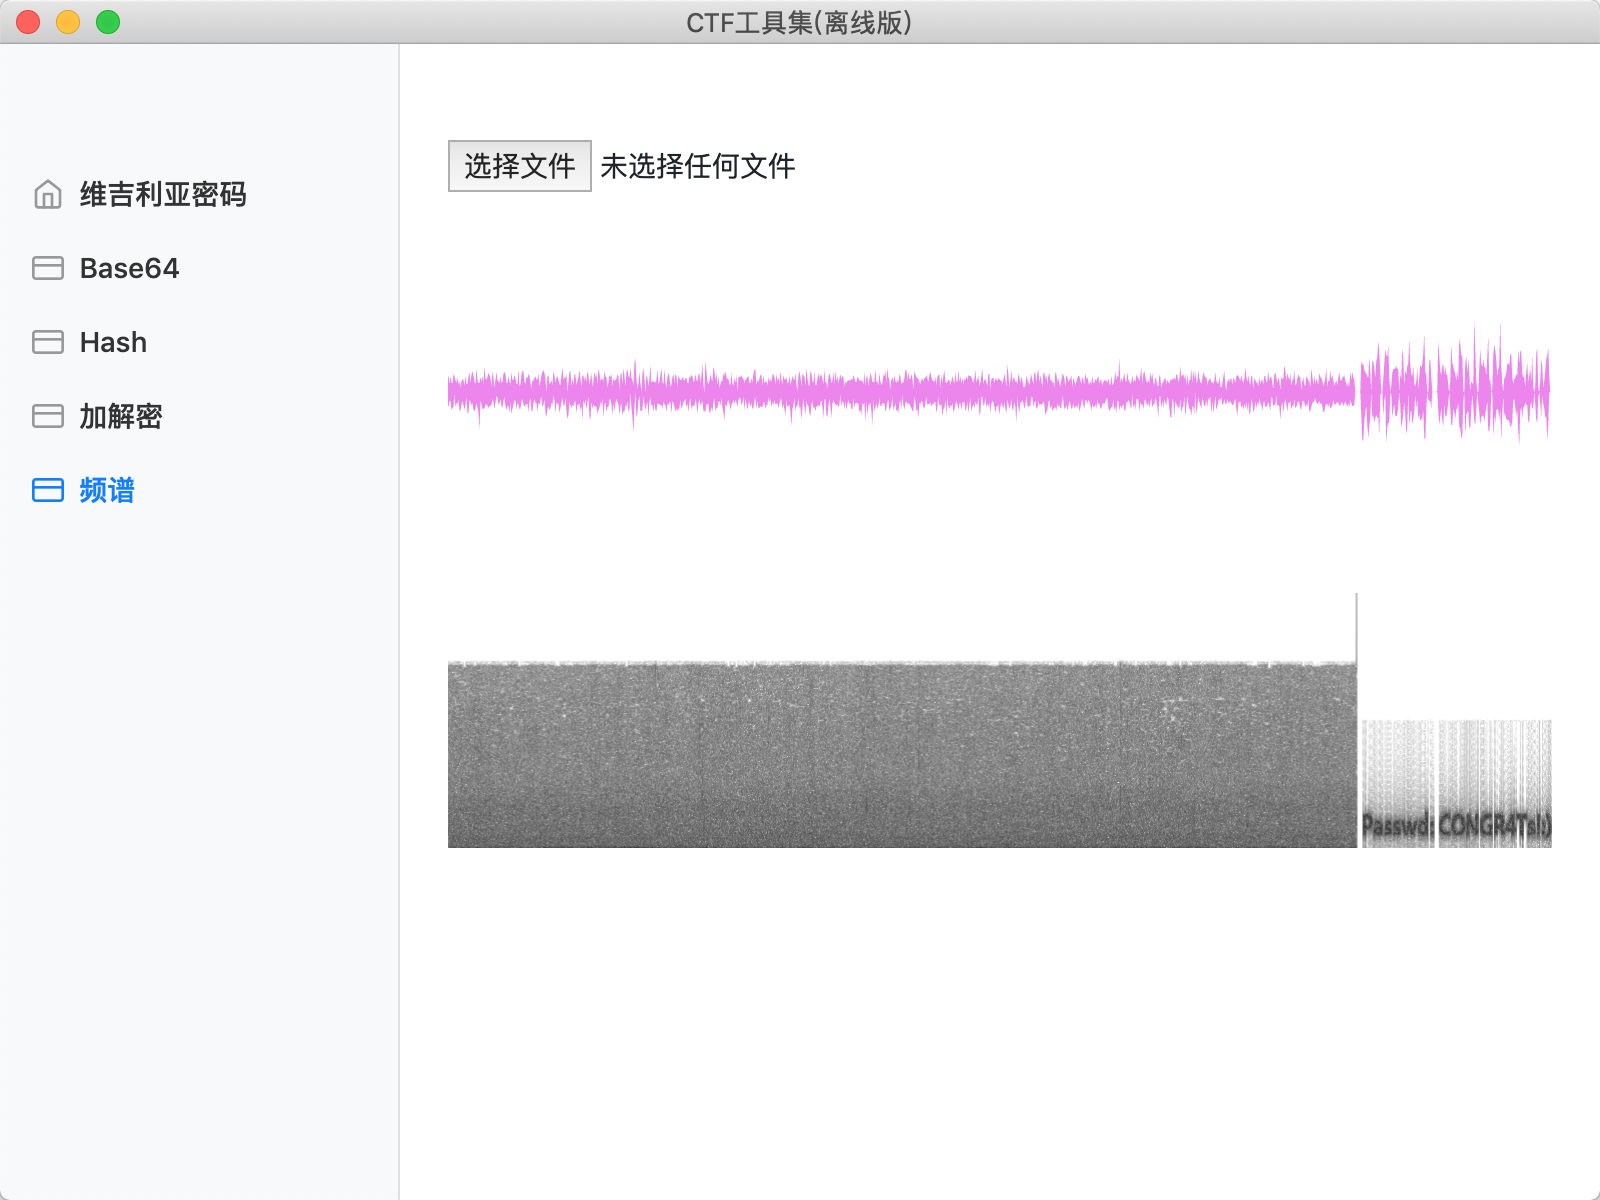 CTF工具集(离线版)
维吉利亚密码
Base64
Hash
加解密
频谱
选择文件 未选择任何文件
Passwd: CONGR4Ts!:)